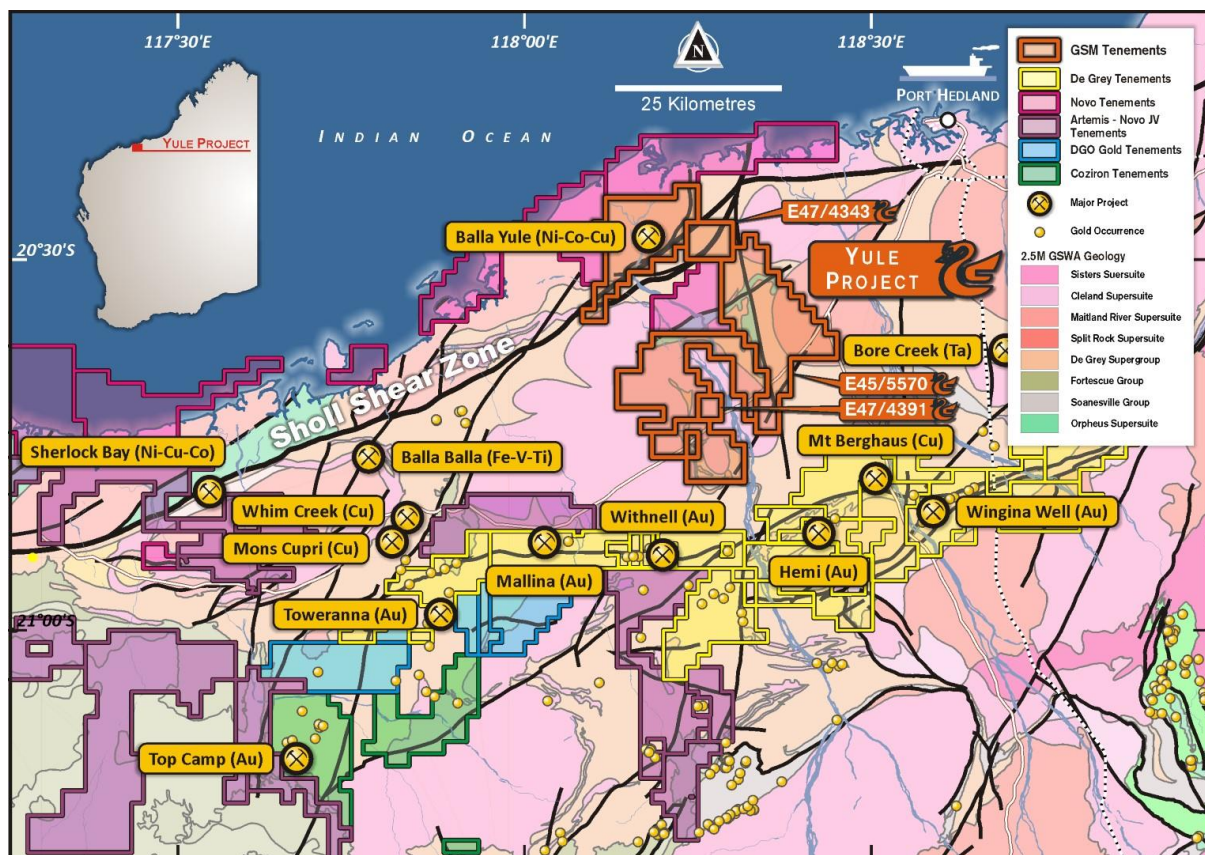 117°30'E
118°00'E
118°30'E
N
25 Kilometres
PORT HEDLAND
INDIAN OCEAN
YULE PROJECT
GSM Tenements
De Grey Tenements
Novo Tenements
Artemis - Novo JV
Tenements
DGO Gold Tenements
Coziron Tenements
Major Project
Gold Occurrence
2.5M GSWA Geology
Sisters Suersuite
Cleland Supersuite
Maitland River Supersuite
Split Rock Supersuite
De Grey Supergroup
Fortescue Group
Soanesville Group
Orpheus Supersuite
E47/4343
Balla Yule (Ni-Co-Cu)
20°30'S
YULE
PROJECT
Bore Creek (Ta)
Sholl Shear Zone
E45/5570
E47/4391
Mt Berghaus (Cu)
Sherlock Bay (Ni-Cu-Co)
Balla Balla (Fe-V-Ti)
Whim Creek (Cu)
Withnell (Au)
Wingina Well (Au)
Mons Cupri (Cu)
Mallina (Au)
Hemi (Au)
Toweranna (Au)
21°00'S
Top Camp (Au)